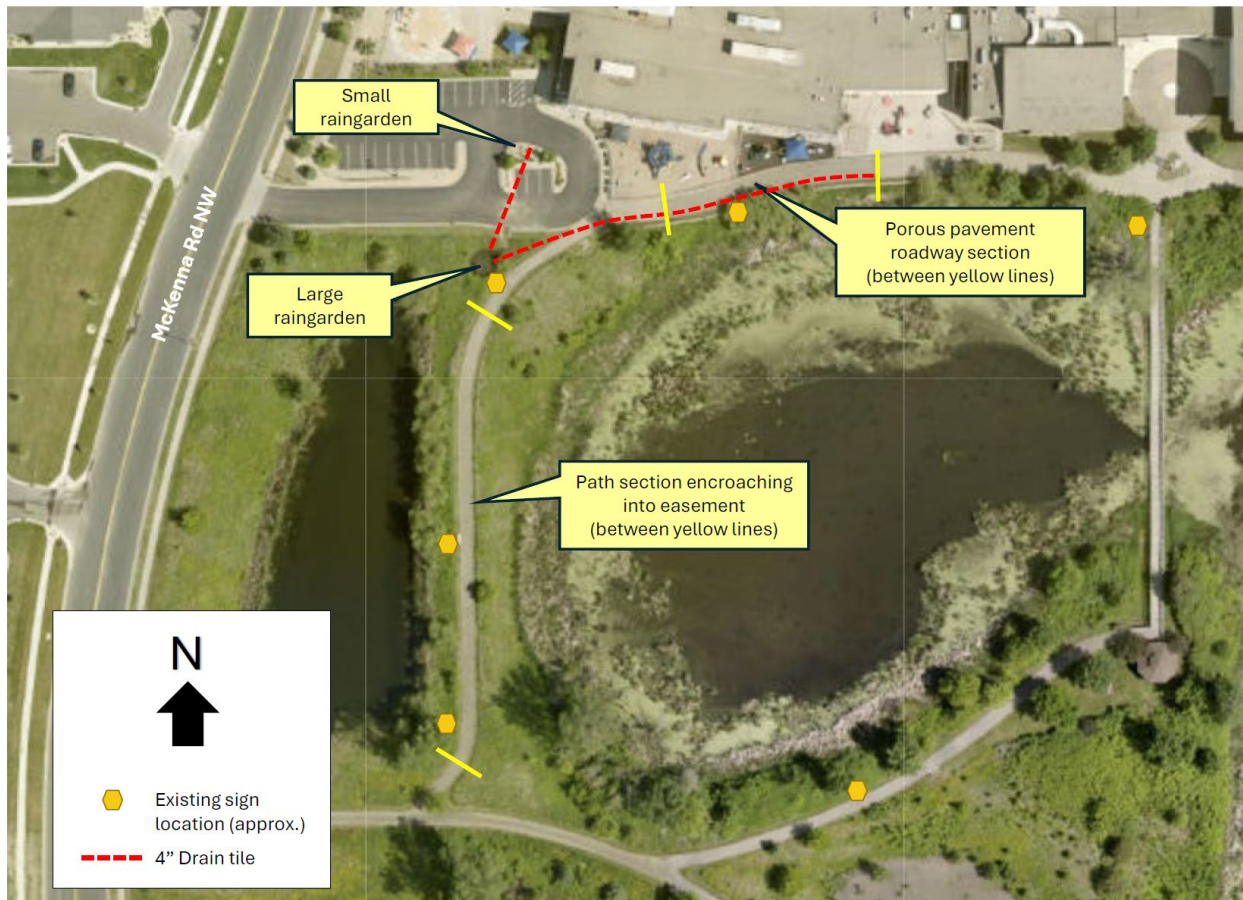 Small
raingarden
McKenna Rd NW
Large
raingarden
Porous pavement
roadway section
(between yellow lines)
Path section encroaching
into easement
(between yellow lines)
N
Existing sign
location (approx.)
4” Drain tile